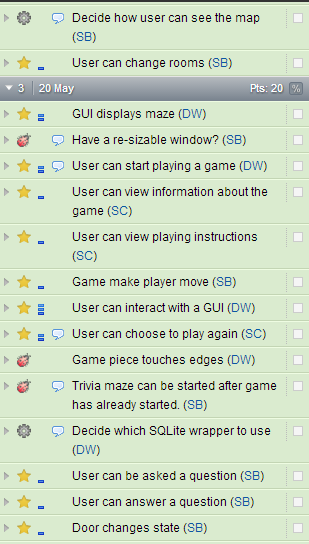 Decide how user can see the map
(SB)
User can change rooms (SB)
3 20 May Pts: 20 %
GUI displays maze (DW)
Have a re-sizable window? (SB)
User can start playing a game (DW)
User can view information about the
game (SC)
User can view playing instructions
(SC)
Game make player move (SB)
User can interact with a GUI (DW)
User can choose to play again (SC)
Game piece touches edges (DW)
Trivia maze can be started after game
has already started. (SB)
Decide which SQLite wrapper to use
(DW)
User can be asked a question (SB)
User can answer a question (SB)
Door changes state (SB)